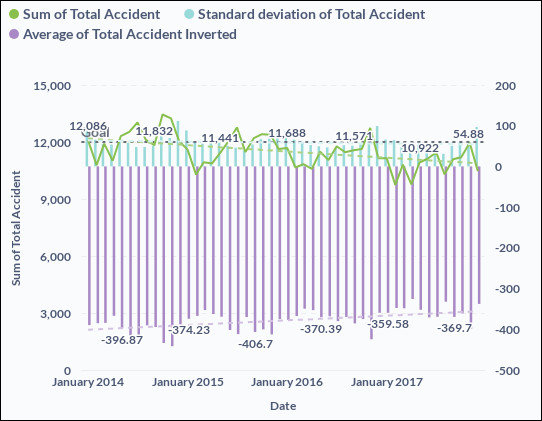 Sum of Total Accident
Standard deviation of Total Accident
Average of Total Accident Inverted
15,000
200
12,086
11,832
11,441
11,688
11,571
54.88
100
Goal
12,000
10,922
0
9,000
-100
Sum of Total Accident
6,000
-200
-300
3,000
-374.23
-370.39
-359.58
-369.7
-396.87
-406.7
-400
0
-500
January 2014
January 2015
January 2016
January 2017
Date